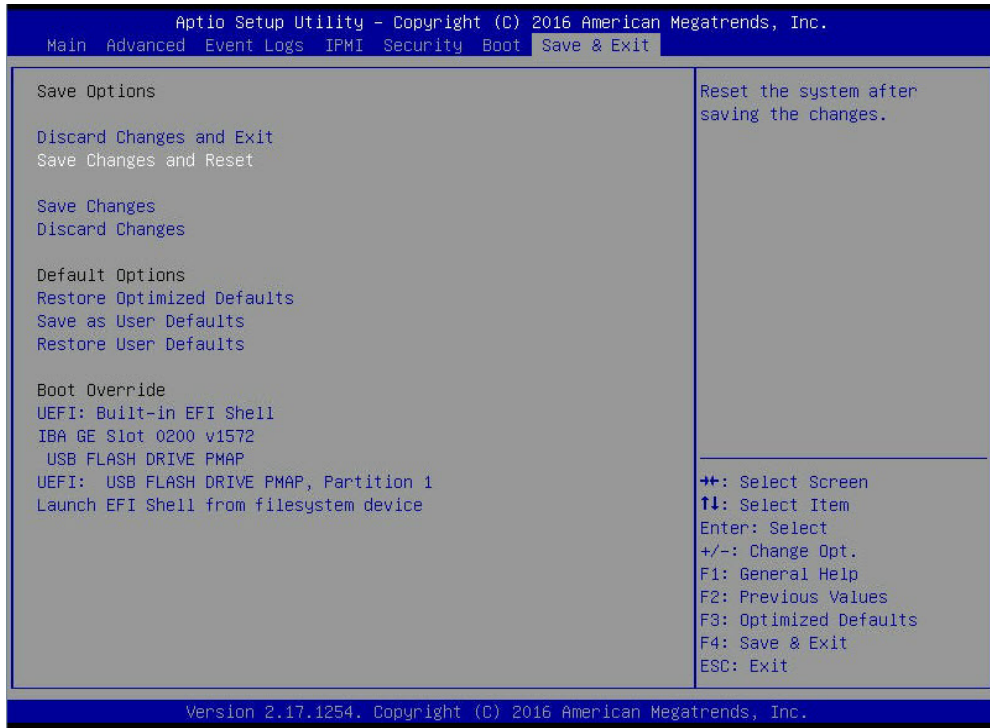 Aptio Setup Utility – Copyright (C) 2016 American Megatrends, Inc.
Main Advanced Event Logs IPMI Security Boot Save & Exit
Save Options
Discard Changes and Exit
Save Changes and Reset
Save Changes
Discard Changes
Default Options
Restore Optimized Defaults
Save as User Defaults
Restore User Defaults
Boot Override
UEFI: Built-in EFI Shell
IBA GE Slot 0200 v1572
USB FLASH DRIVE PMAP
UEFI: USB FLASH DRIVE PMAP, Partition 1
Launch EFI Shell from filesystem device
Reset the system after
saving the changes.
→←: Select Screen
↑↓: Select Item
Enter: Select
+/-: Change Opt.
F1: General Help
F2: Previous Values
F3: Optimized Defaults
F4: Save & Exit
ESC: Exit
Version 2.17.1254. Copyright (C) 2016 American Megatrends, Inc.